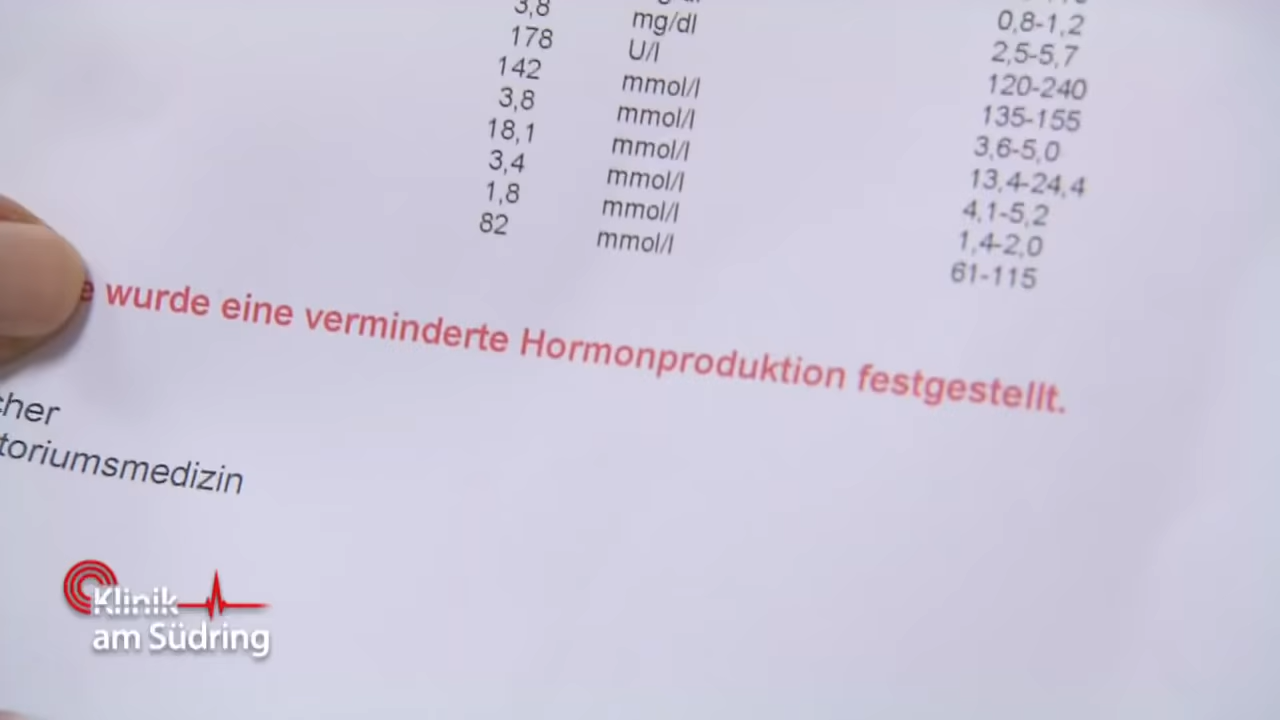 3,8 mg/dl 0,8-1,2
178 U/l 2,5-5,7
142 mmol/l 120-240
3,8 mmol/l 135-155
18,1 mmol/l 3,6-5,0
3,4 mmol/l 13,4-24,4
1,8 mmol/l 4,1-5,2
82 mmol/l 1,4-2,0
61-115
wurde eine verminderte Hormonproduktion festgestellt.
cher
toriumsmedizin
Klinik
am Südring